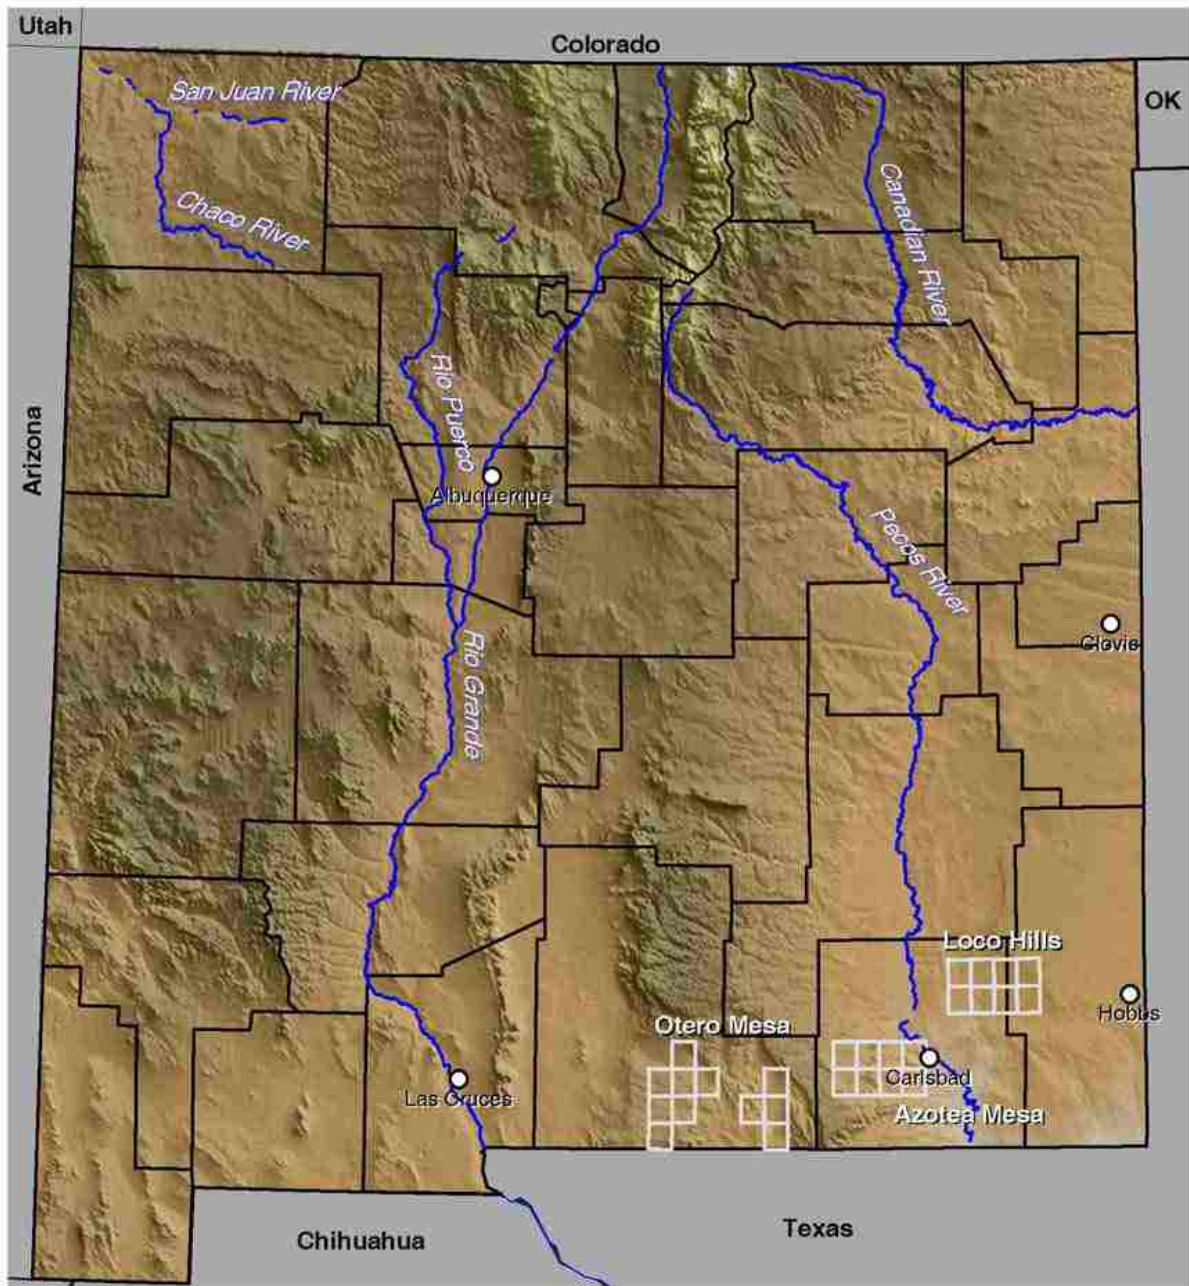 Utah
Colorado
OK
San Juan River
Chaco River
Canadian River
Arizona
Rio Puerco
Albuquerque
Pecos River
Clovis
Rio Grande
Loco Hills
Hobbs
Otero Mesa
Carlsbad
Las Cruces
Azotea Mesa
Chihuahua
Texas